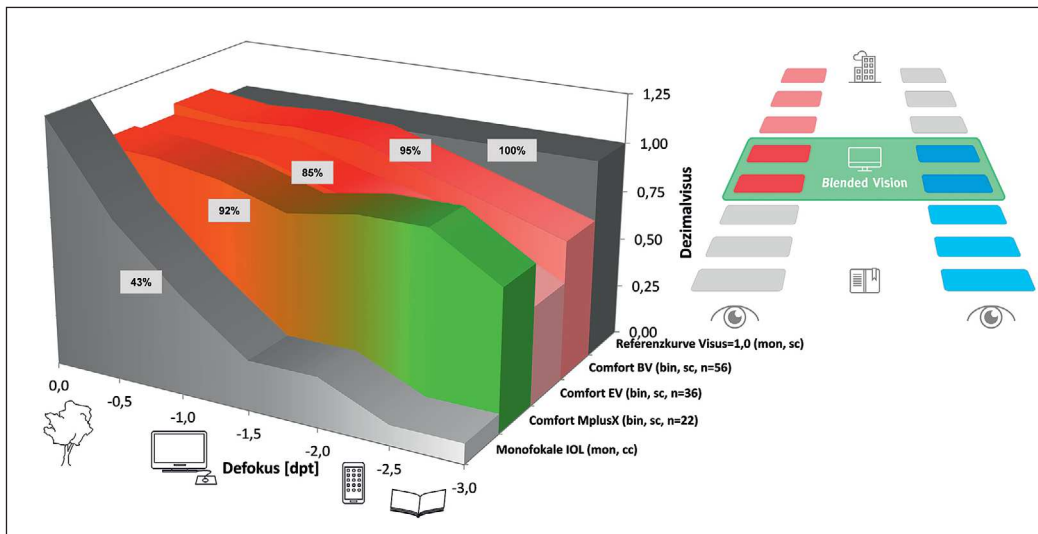 1,25
1,00
0,75
0,50
0,25
0,00
Dezimalvisus
100%
95%
85%
92%
43%
0,0
-0,5
-1,0
-1,5
-2,0
-2,5
-3,0
Defokus [dpt]
Referenzkurve Visus=1,0 (mon, sc)
Comfort BV (bin, sc, n=56)
Comfort EV (bin, sc, n=36)
Comfort MplusX (bin, sc, n=22)
Monofokale IOL (mon, cc)
Blended Vision